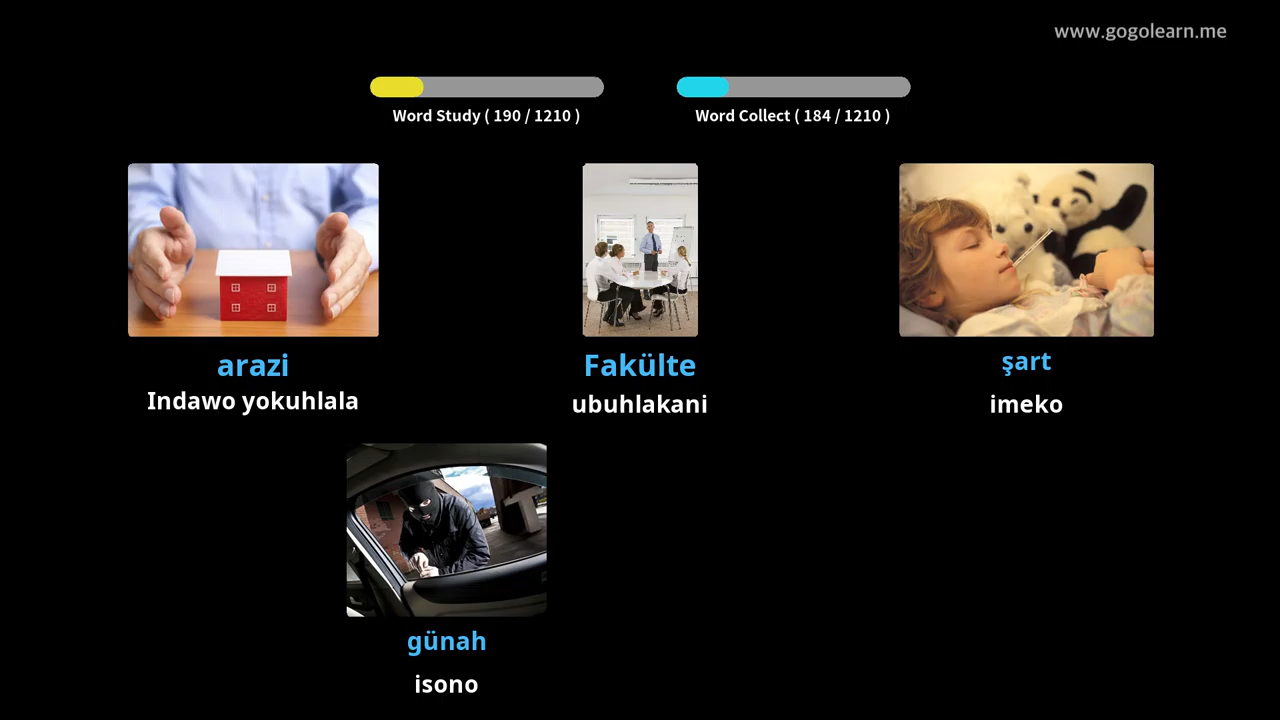 www.gogolearn.me
Word Study ( 190 / 1210 )
Word Collect ( 184 / 1210 )
arazi
Indawo yokuhlala
Fakülte
ubuhlakani
şart
imeko
günah
isono